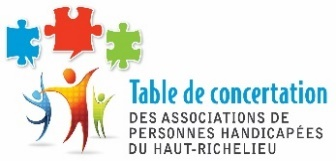 Table de concertation
DES ASSOCIATIONS DE
PERSONNES HANDICAPÉES
DU HAUT-RICHELIEU